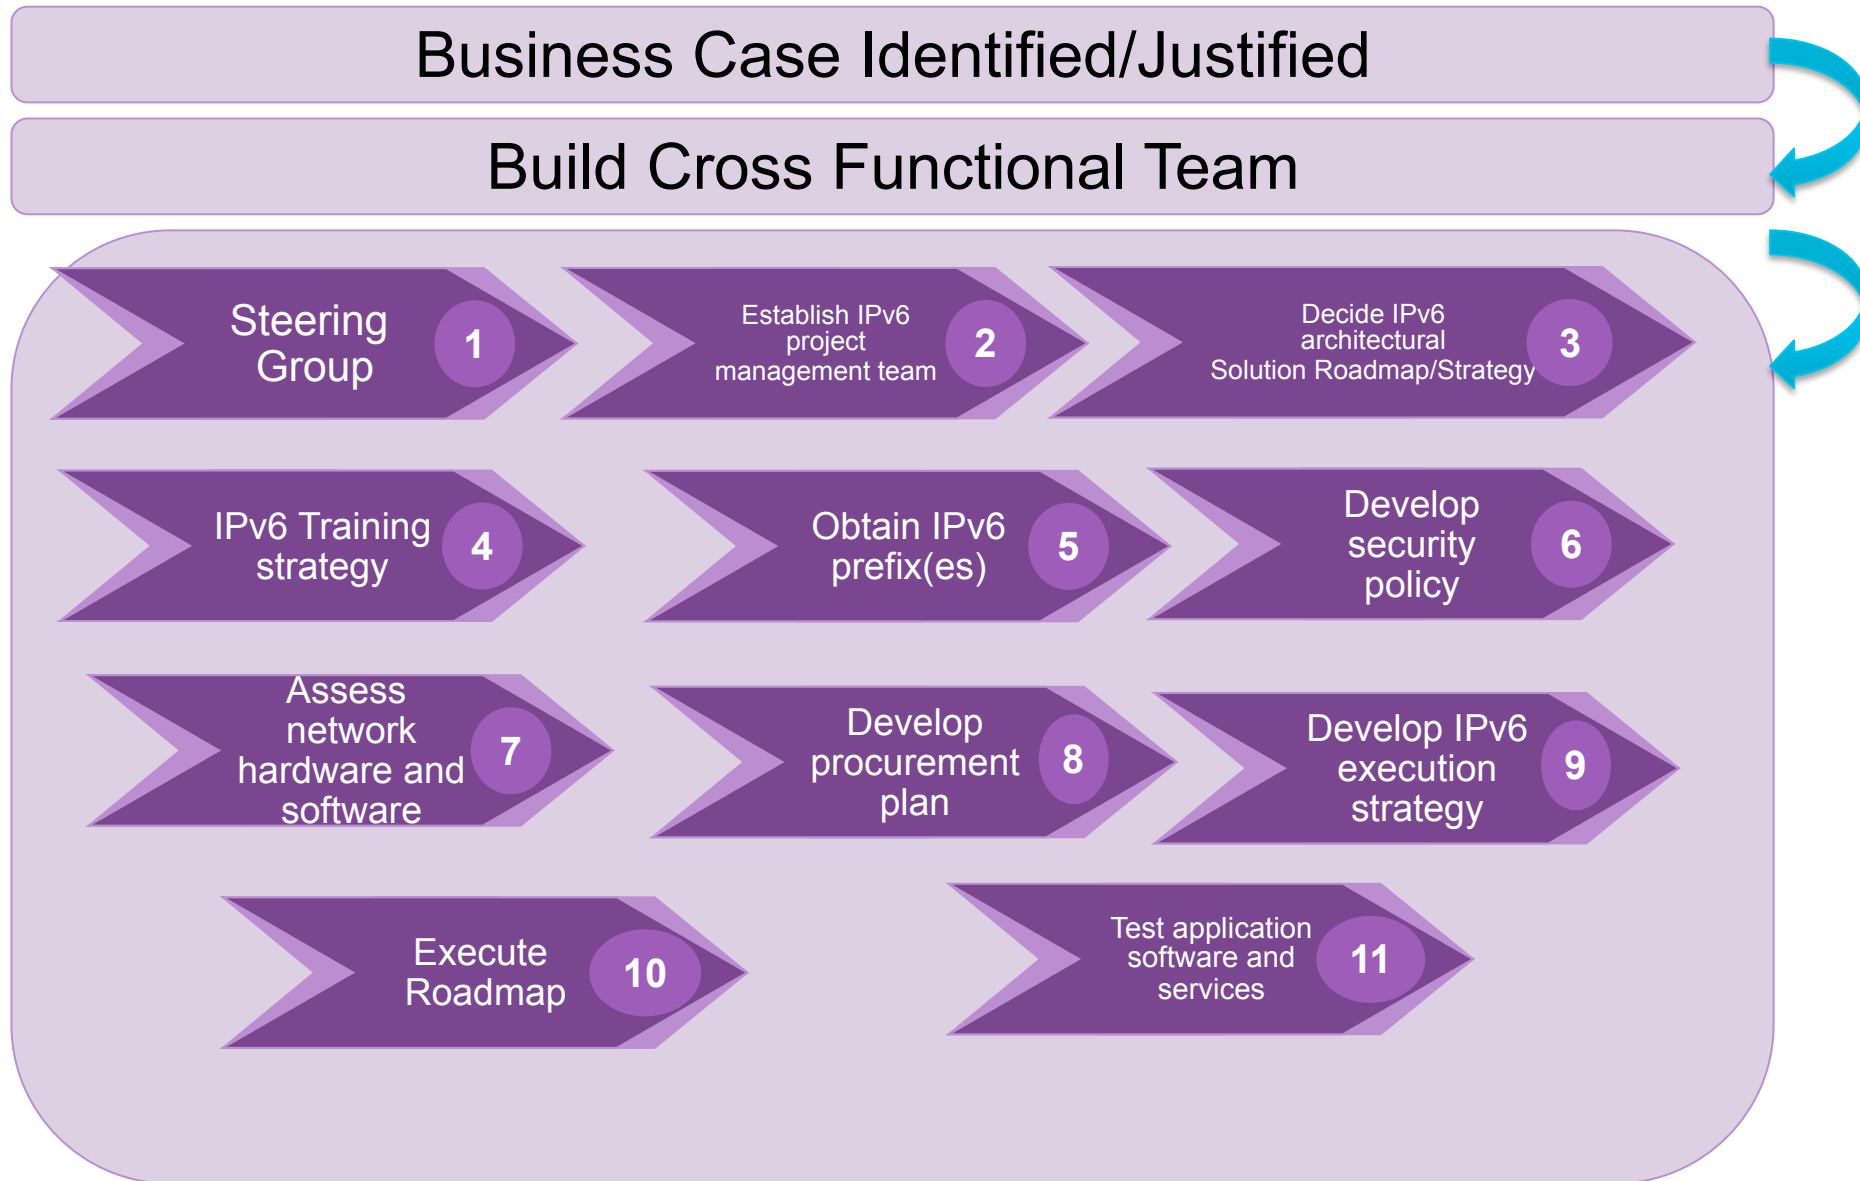 Business Case Identified/Justified
Build Cross Functional Team
Steering
Group
1
Establish IPv6
project
management team
2
Decide IPv6
architectural
Solution Roadmap/Strategy
3
IPv6 Training
strategy
4
Obtain IPv6
prefix(es)
5
Develop
security
policy
6
Assess
network
hardware and
software
7
Develop
procurement
plan
8
Develop IPv6
execution
strategy
9
Execute
Roadmap
10
Test application
software and
services
11